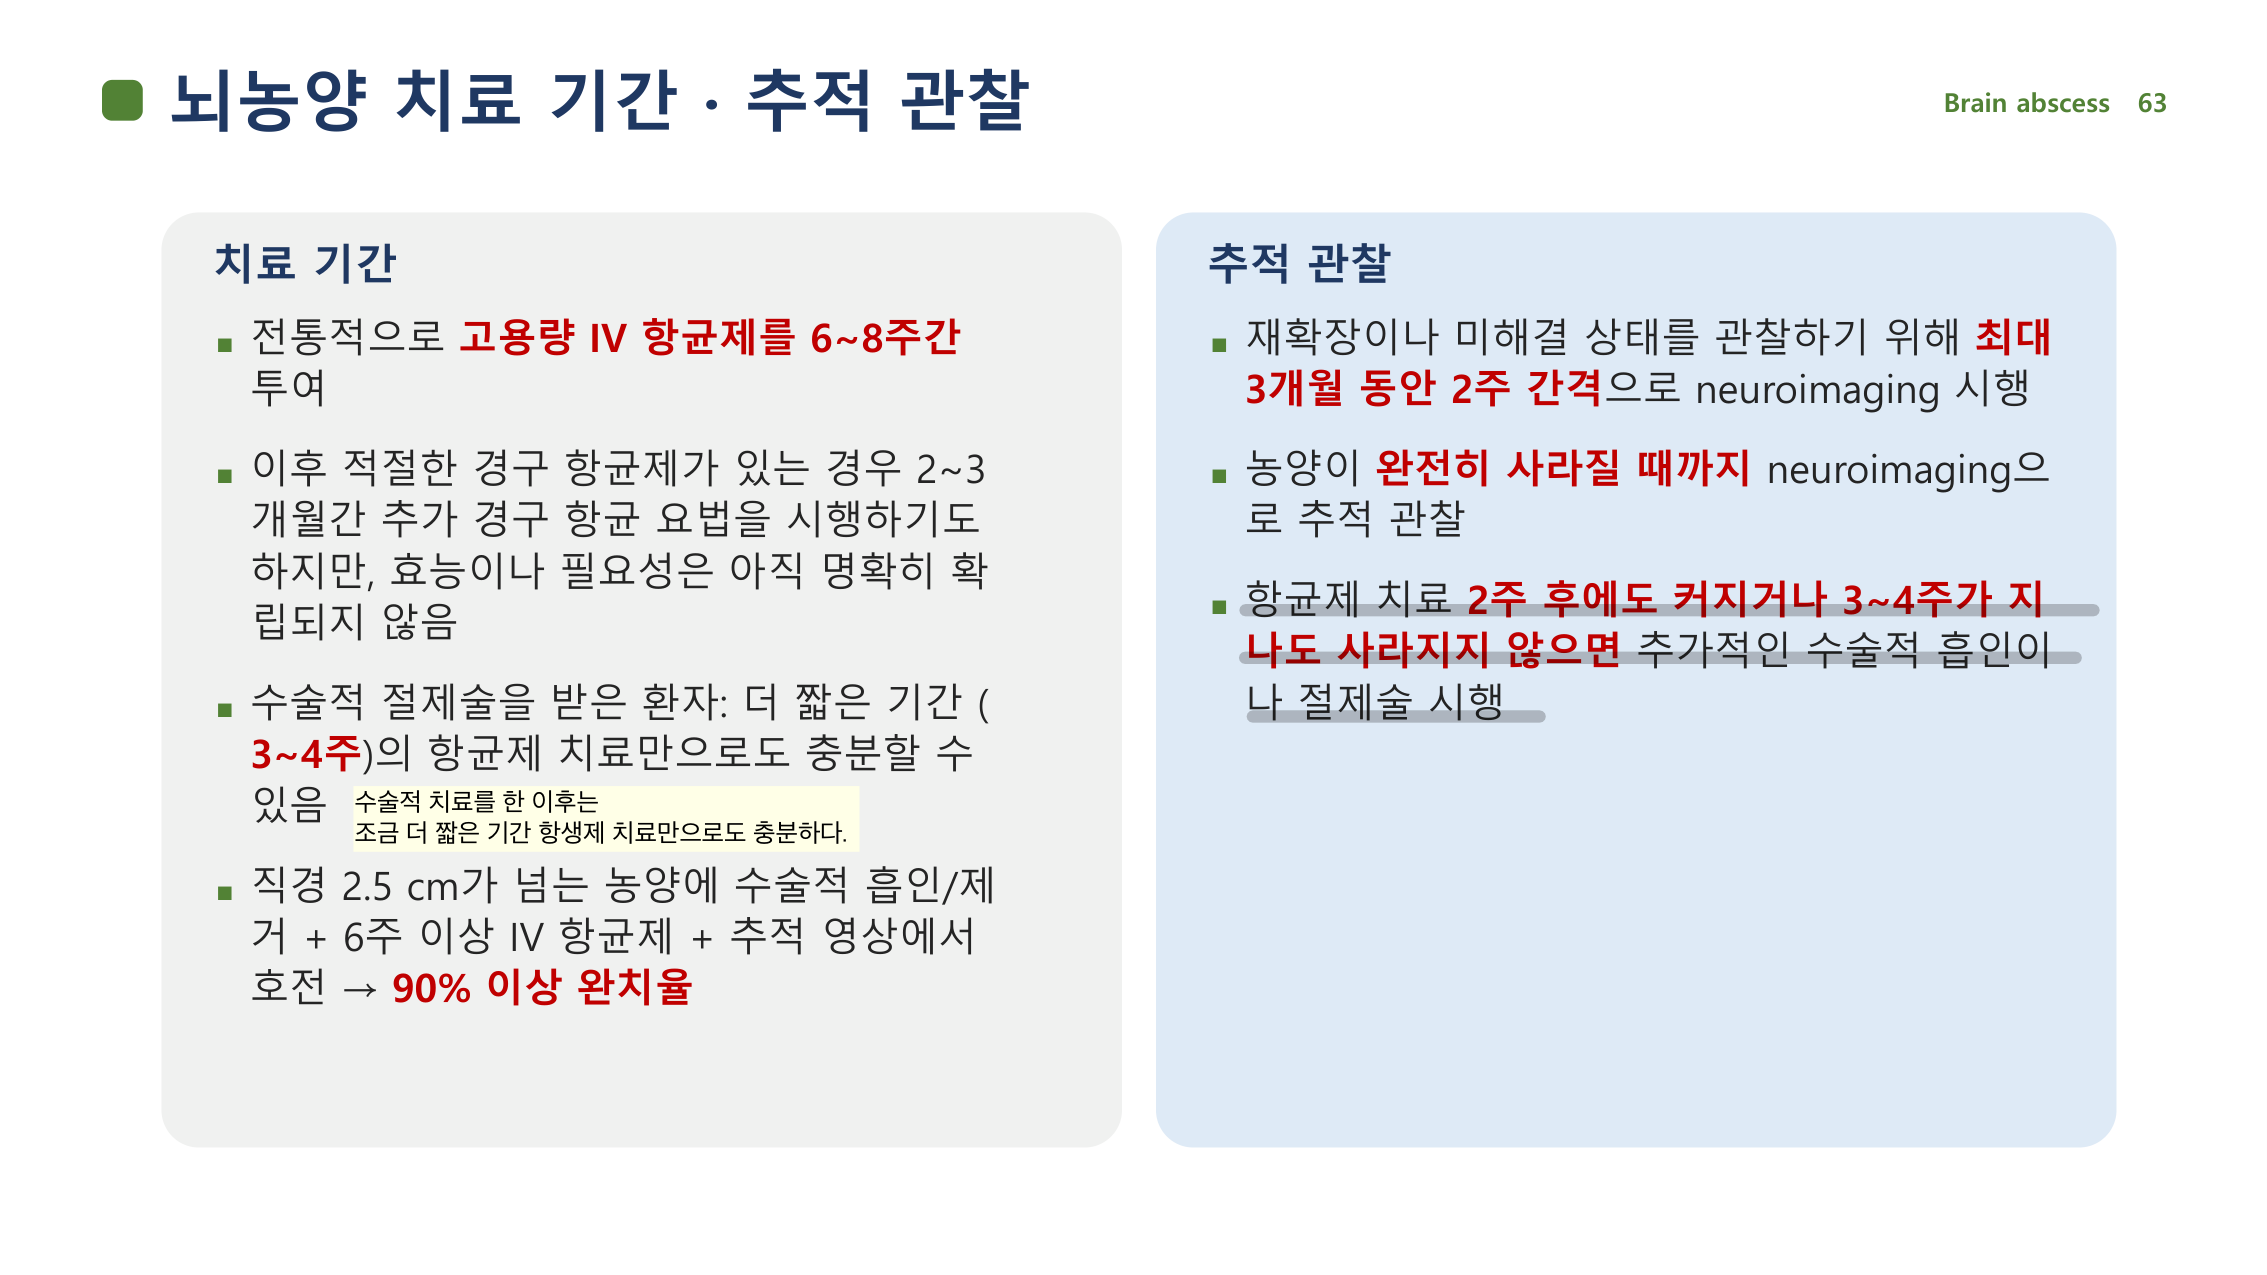 뇌농양 치료 기간 · 추적 관찰
Brain abscess 63
치료 기간
▪ 전통적으로 고용량 IV 항균제를 6~8주간
투여
▪ 이후 적절한 경구 항균제가 있는 경우 2~3
개월간 추가 경구 항균 요법을 시행하기도
하지만, 효능이나 필요성은 아직 명확히 확
립되지 않음
▪ 수술적 절제술을 받은 환자: 더 짧은 기간 (
3~4주)의 항균제 치료만으로도 충분할 수
있음
수술적 치료를 한 이후는
조금 더 짧은 기간 항생제 치료만으로도 충분하다.
▪ 직경 2.5 cm가 넘는 농양에 수술적 흡인/제
거 + 6주 이상 IV 항균제 + 추적 영상에서
호전 → 90% 이상 완치율
추적 관찰
▪ 재확장이나 미해결 상태를 관찰하기 위해 최대
3개월 동안 2주 간격으로 neuroimaging 시행
▪ 농양이 완전히 사라질 때까지 neuroimaging으
로 추적 관찰
▪ 항균제 치료 2주 후에도 커지거나 3~4주가 지
나도 사라지지 않으면 추가적인 수술적 흡인이
나 절제술 시행